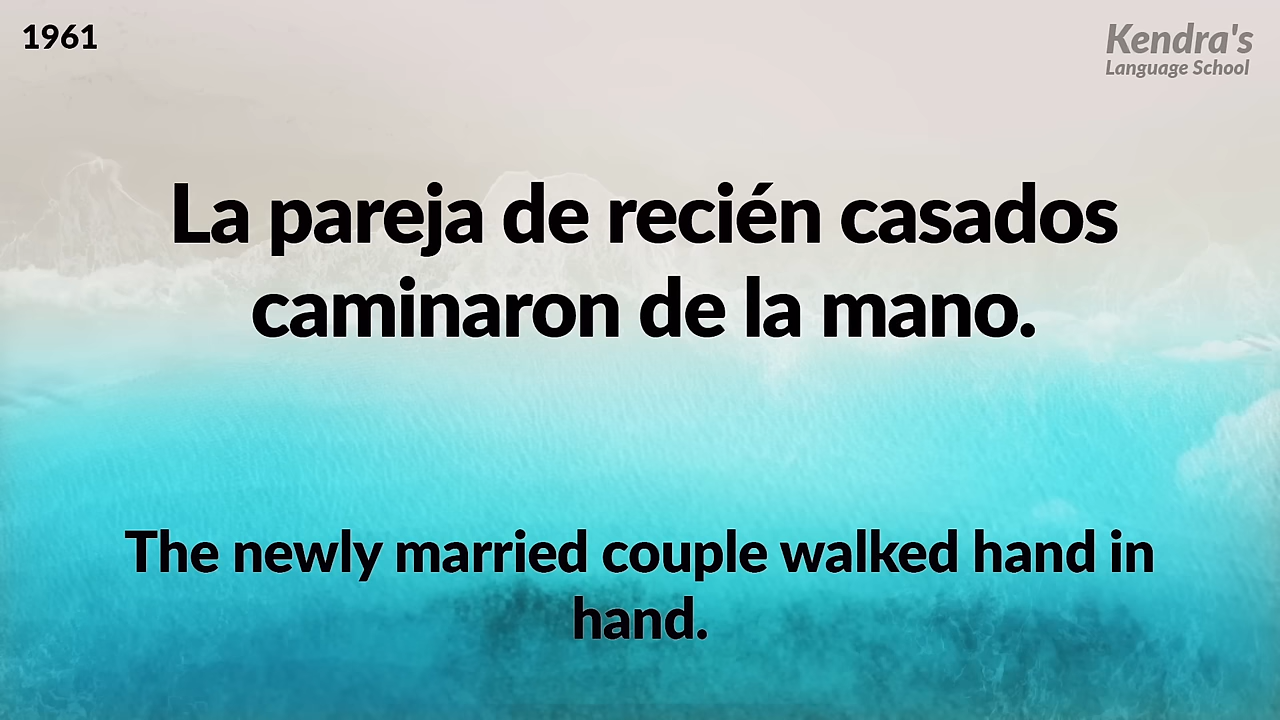 1961
Kendra's
Language School
La pareja de recién casados
caminaron de la mano.
The newly married couple walked hand in
hand.